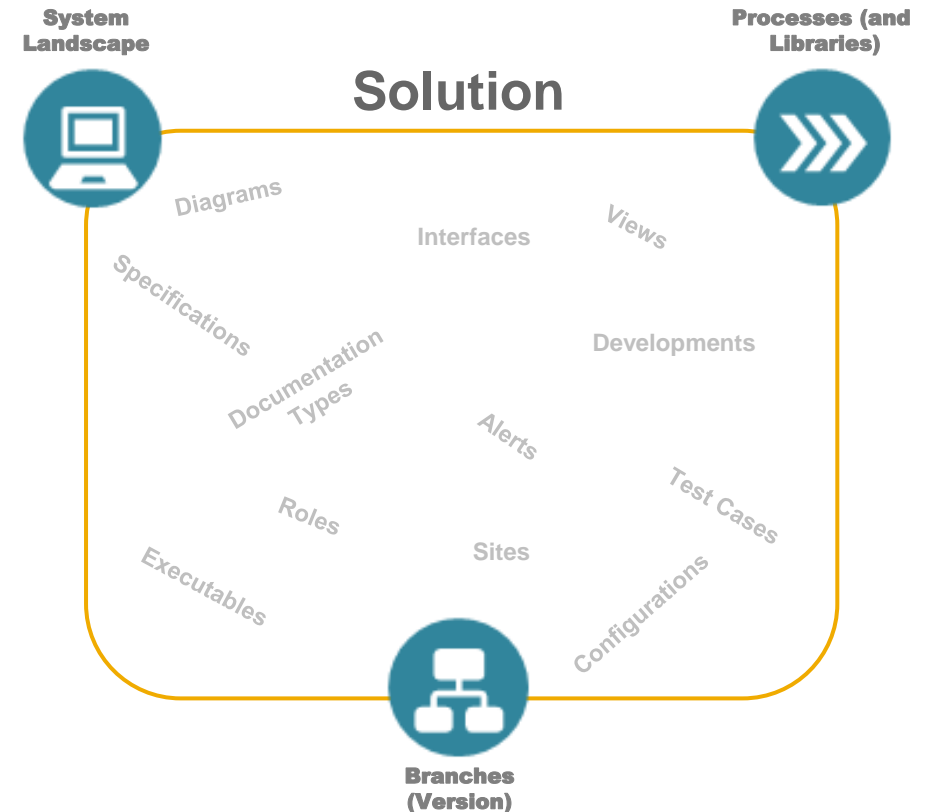 System
Landscape
Processes (and
Libraries)
Solution
Diagrams
Views
Interfaces
Specifications
Developments
Documentation
Types
Alerts
Test Cases
Roles
Sites
Executables
Configurations
Branches
(Version)